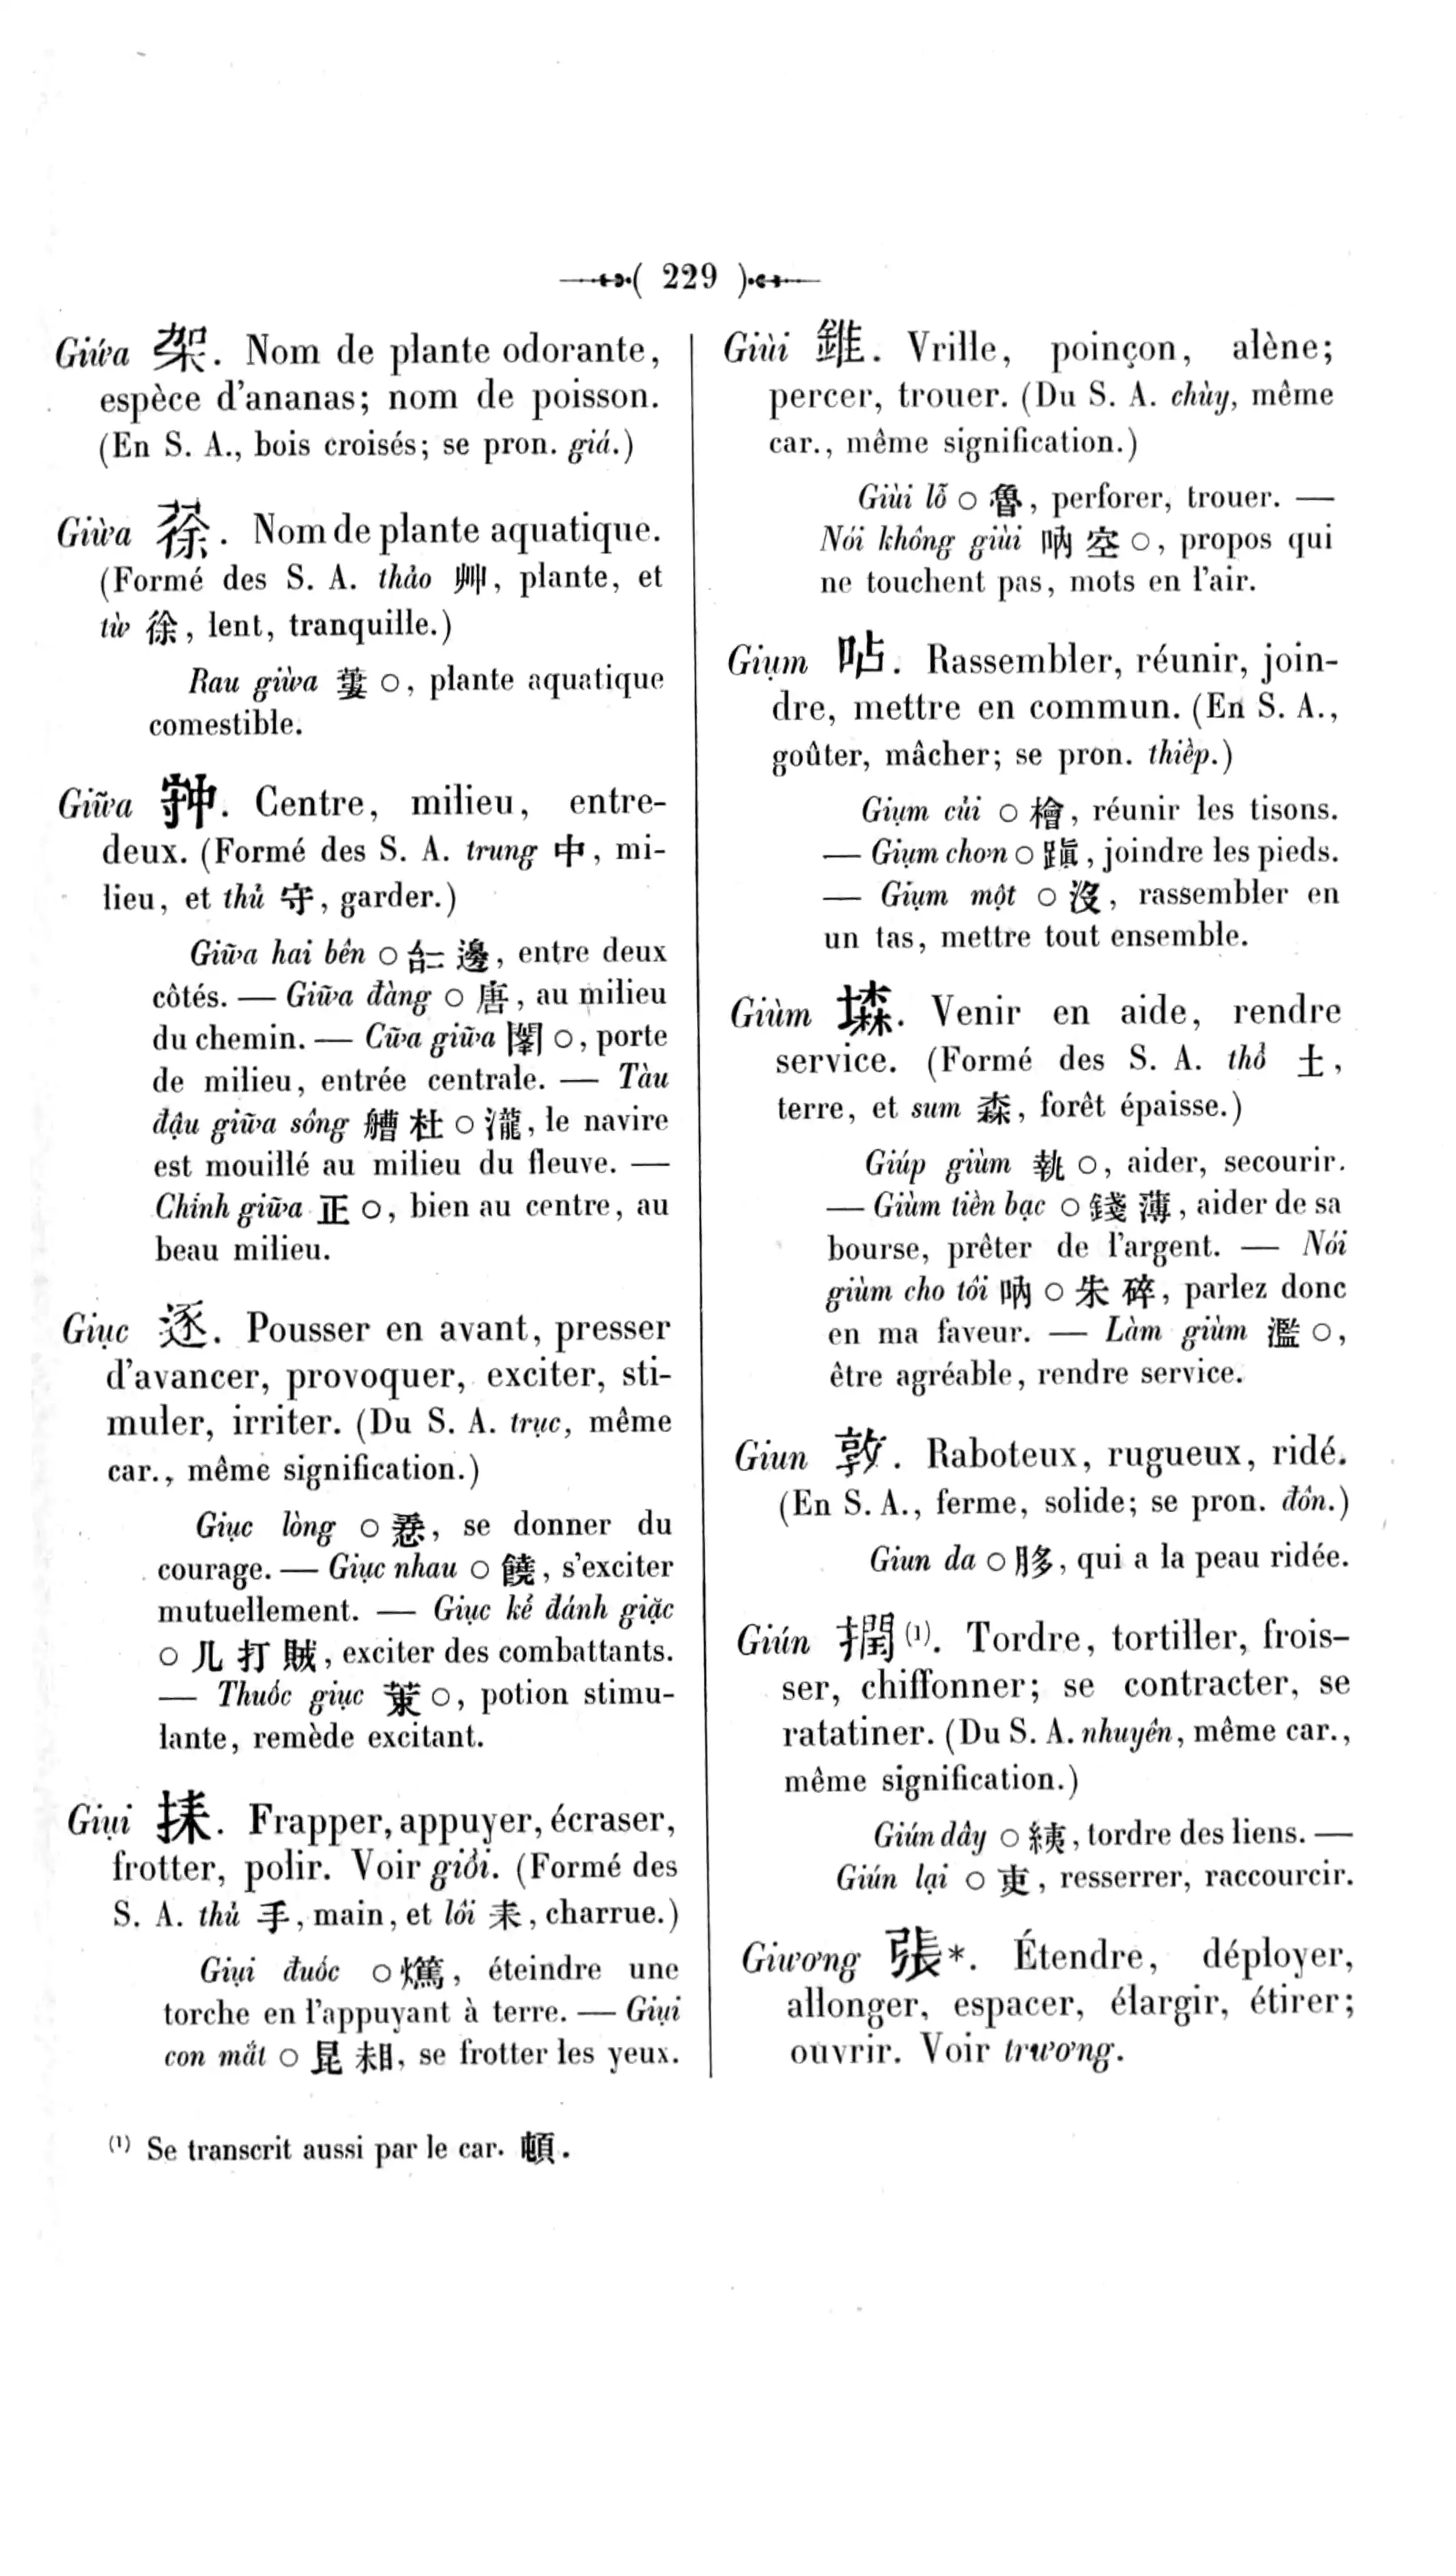 ( 229 )
Giứa 架. Nom de plante odorante,
espèce d'ananas; nom de poisson.
(En S. A., bois croisés; se pron. giá.)
Giừa 蒣. Nom de plante aquatique.
(Formé des S. A. thảo 艸, plante, et
từ 徐, lent, tranquille.)
Rau giừa 蔞 ○, plante aquatique
comestible.
Giữa. Centre, milieu, entre-
deux. (Formé des S. A. trung 中, mi-
lieu, et thủ 守, garder.)
Giữa hai bên ○ 𠄩 邊, entre deux
côtés. — Giữa đàng ○ 唐, au milieu
du chemin. — Cữa giữa ○, porte
de milieu, entrée centrale. — Tàu
đậu giữa sông 艚 杜 ○ 瀧, le navire
est mouillé au milieu du fleuve. —
Chính giữa 正 ○, bien au centre, au
beau milieu.
Giục 逐. Pousser en avant, presser
d'avancer, provoquer, exciter, sti-
muler, irriter. (Du S. A. trục, même
car., même signification.)
Giục lòng ○, se donner du
courage. — Giục nhau ○ 饒, s'exciter
mutuellement. — Giục kẻ đánh giặc
○ 几 打 賊, exciter des combattants.
— Thuốc giục ○, potion stimu-
lante, remède excitant.
Giụi. Frapper, appuyer, écraser,
frotter, polir. Voir giồi. (Formé des
S. A. thủ 手, main, et lôi 耒, charrue.)
Giụi đuốc ○, éteindre une
torche en l'appuyant à terre. — Giụi
con mắt ○ 昆 眜, se frotter les yeux.
Giùi 錐. Vrille, poinçon, alène;
percer, trouer. (Du S. A. chùy, même
car., même signification.)
Giùi lỗ ○ 魯, perforer, trouer. —
Nói không giùi 吶 空 ○, propos qui
ne touchent pas, mots en l'air.
Giụm 呫. Rassembler, réunir, join-
dre, mettre en commun. (En S. A.,
goûter, mâcher; se pron. thiệp.)
Giụm củi ○ 檜, réunir les tisons.
— Giụm chơn ○ 蹎, joindre les pieds.
— Giụm một ○ 沒, rassembler en
un tas, mettre tout ensemble.
Giùm. Venir en aide, rendre
service. (Formé des S. A. thổ 土,
terre, et sum 森, forêt épaisse.)
Giúp giùm 執 ○, aider, secourir.
— Giùm tiền bạc ○ 錢 薄, aider de sa
bourse, prêter de l'argent. — Nói
giùm cho tôi 吶 ○ 朱 碎, parlez donc
en ma faveur. — Làm giùm 濫 ○,
être agréable, rendre service.
Giun 敦. Raboteux, rugueux, ridé.
(En S. A., ferme, solide; se pron. đôn.)
Giun da ○, qui a la peau ridée.
Giún 撋 (1). Tordre, tortiller, frois-
ser, chiffonner; se contracter, se
ratatiner. (Du S. A. nhuyên, même car.,
même signification.)
Giún dây ○, tordre des liens. —
Giún lại ○ 吏, resserrer, raccourcir.
Giương 張*. Étendre, déployer,
allonger, espacer, élargir, étirer;
ouvrir. Voir trương.
(1) Se transcrit aussi par le car. 頓.